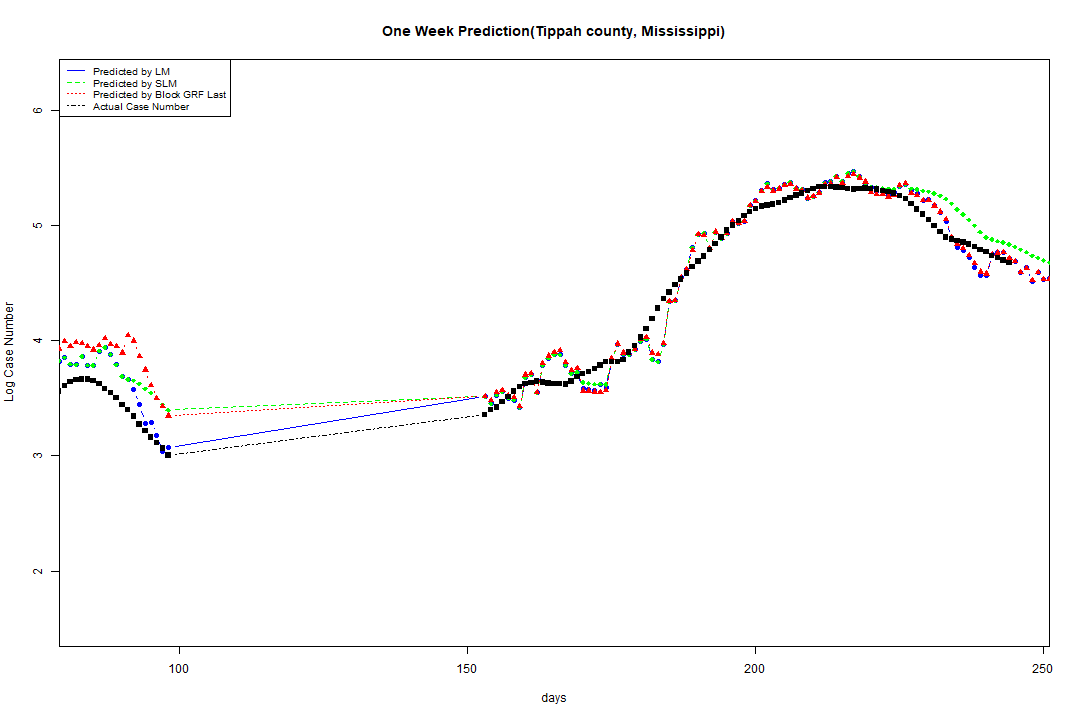 One Week Prediction(Tippah county, Mississippi)
Predicted by LM
Predicted by SLM
Predicted by Block GRF Last
Actual Case Number
6
5
4
3
2
Log Case Number
100 150 200 250
days